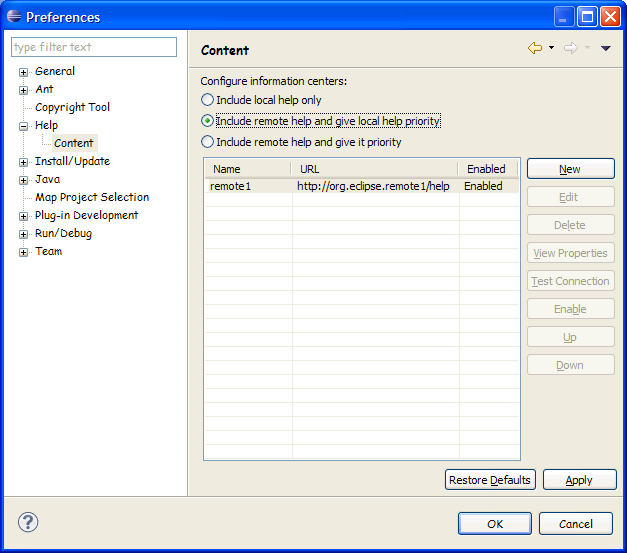 Preferences
type filter text
General
Ant
Copyright Tool
Help
Content
Install/Update
Java
Map Project Selection
Plug-in Development
Run/Debug
Team
Content
Configure information centers:
Include local help only
Include remote help and give local help priority
Include remote help and give it priority
Name URL Enabled
remote1 http://org.eclipse.remote1/help Enabled
New
Edit
Delete
View Properties
Test Connection
Enable
Up
Down
Restore Defaults Apply
? OK Cancel